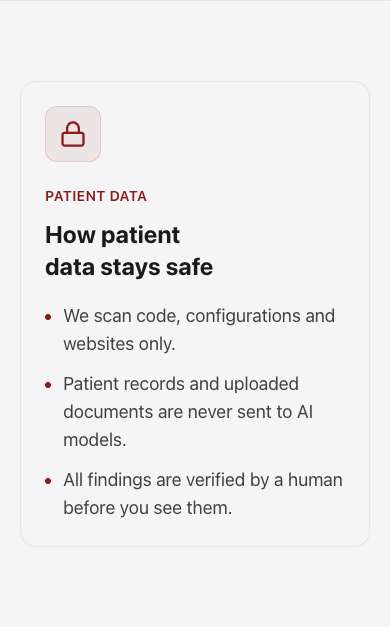 PATIENT DATA
How patient
data stays safe
We scan code, configurations and
websites only.
Patient records and uploaded
documents are never sent to AI
models.
All findings are verified by a human
before you see them.